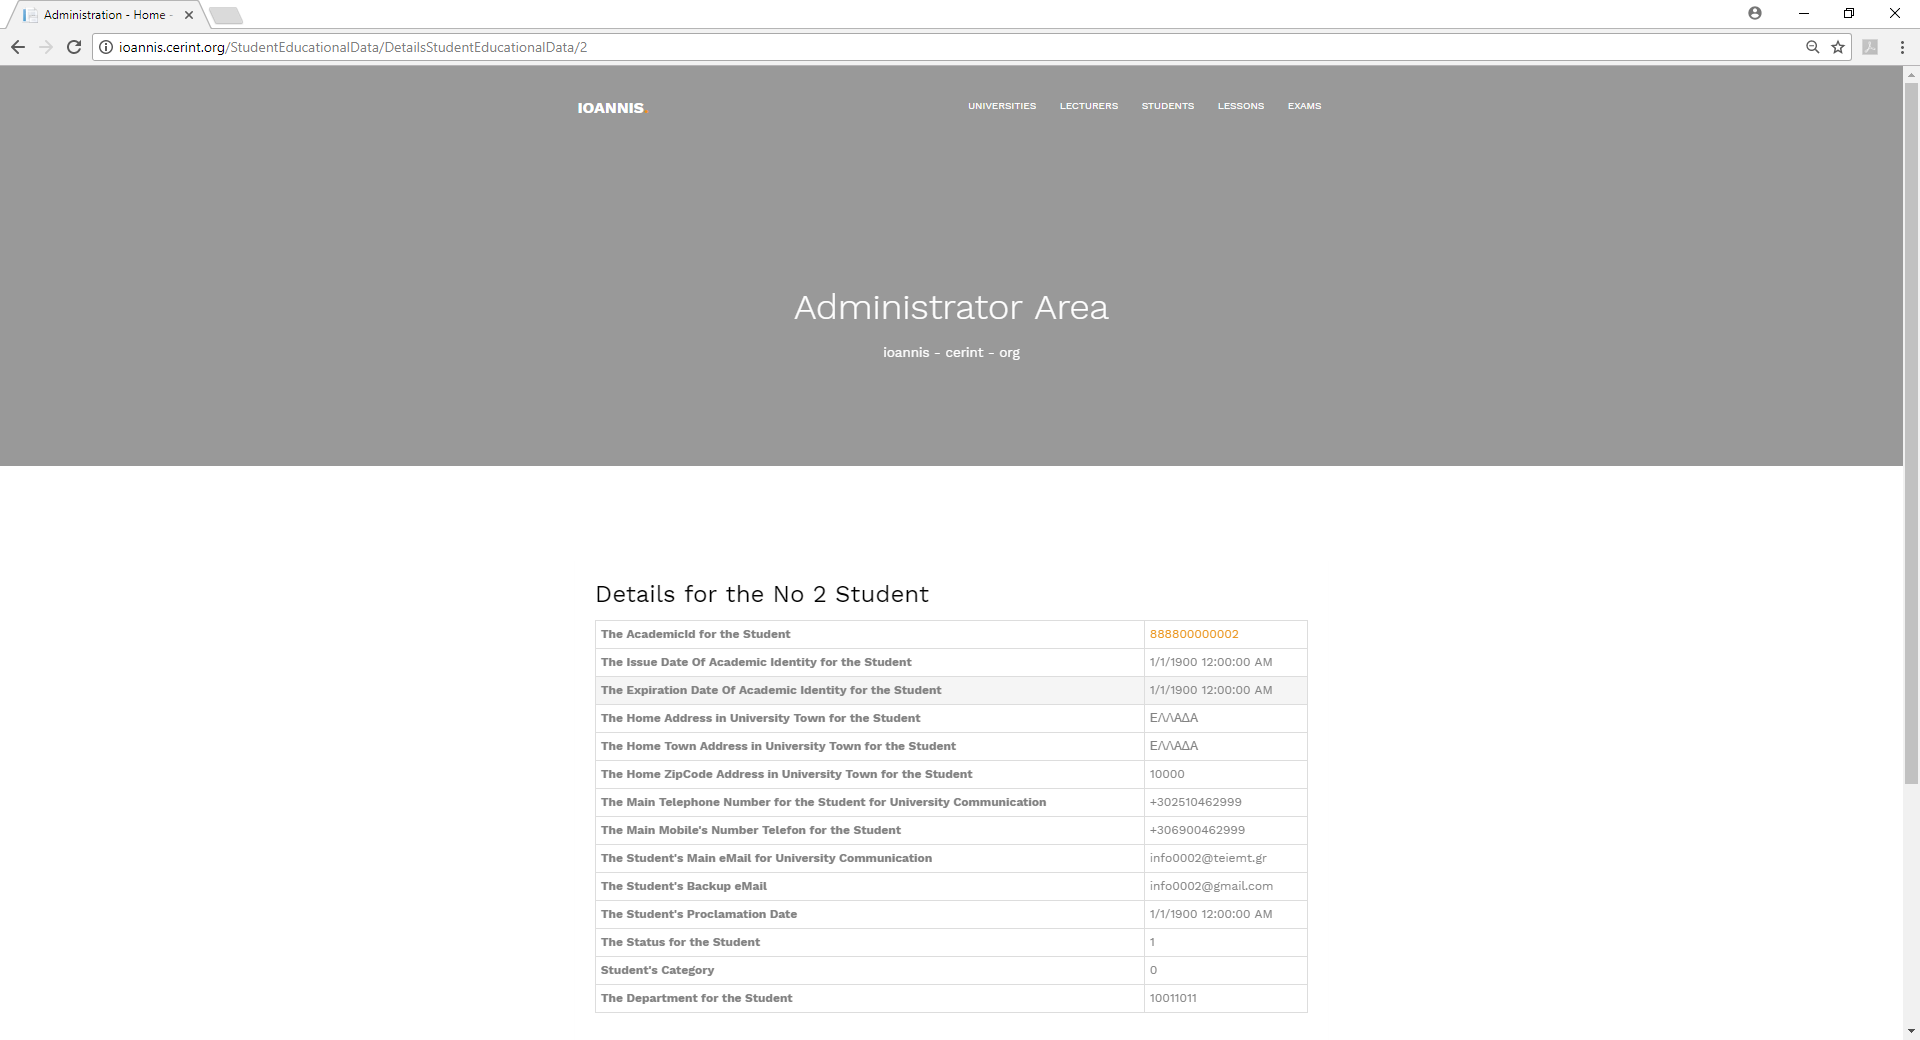 Administration - Home -
ioannis.cerint.org/StudentEducationalData/DetailsStudentEducationalData/2
IOANNIS.
UNIVERSITIES LECTURERS STUDENTS LESSONS EXAMS
Administrator Area
ioannis - cerint - org
Details for the No 2 Student
The AcademicId for the Student 888800000002
The Issue Date Of Academic Identity for the Student 1/1/1900 12:00:00 AM
The Expiration Date Of Academic Identity for the Student 1/1/1900 12:00:00 AM
The Home Address in University Town for the Student ΕΛΛΑΔΑ
The Home Town Address in University Town for the Student ΕΛΛΑΔΑ
The Home ZipCode Address in University Town for the Student 10000
The Main Telephone Number for the Student for University Communication +302510462999
The Main Mobile's Number Telefon for the Student +306900462999
The Student's Main eMail for University Communication info0002@teiemt.gr
The Student's Backup eMail info0002@gmail.com
The Student's Proclamation Date 1/1/1900 12:00:00 AM
The Status for the Student 1
Student's Category 0
The Department for the Student 10011011